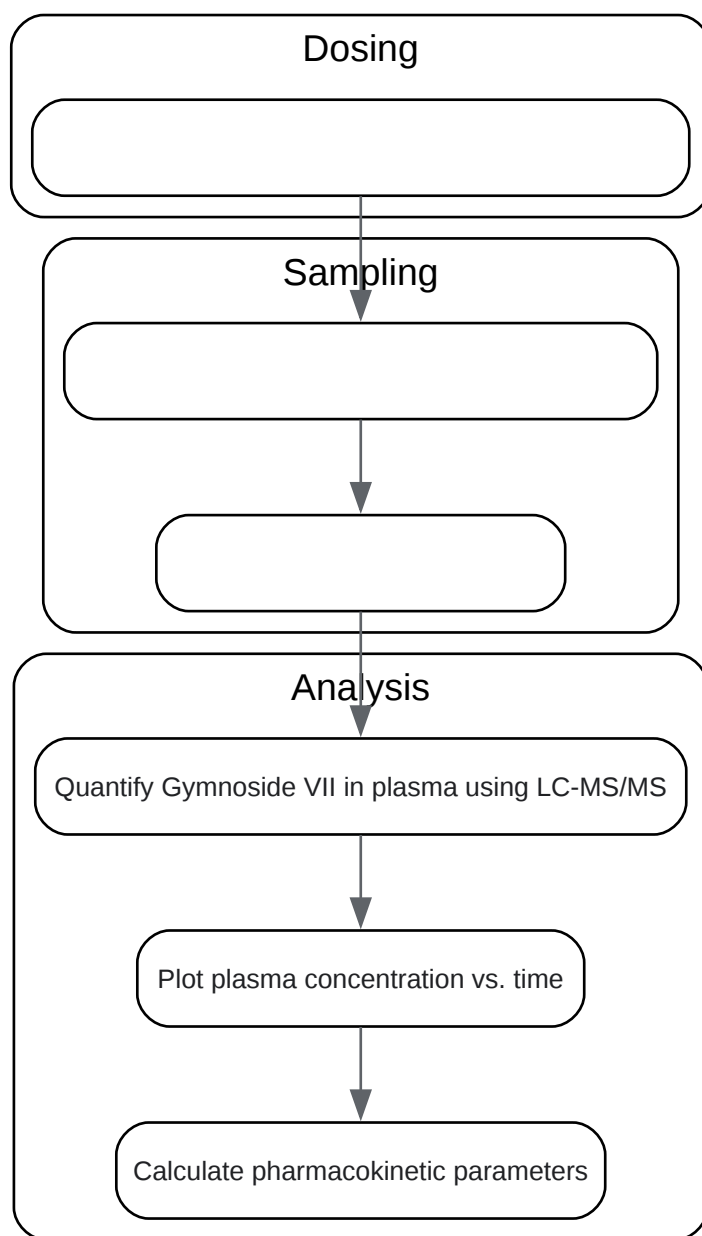 Dosing
Sampling
Analysis
Quantify Gymnoside VII in plasma using LC-MS/MS
Plot plasma concentration vs. time
Calculate pharmacokinetic parameters